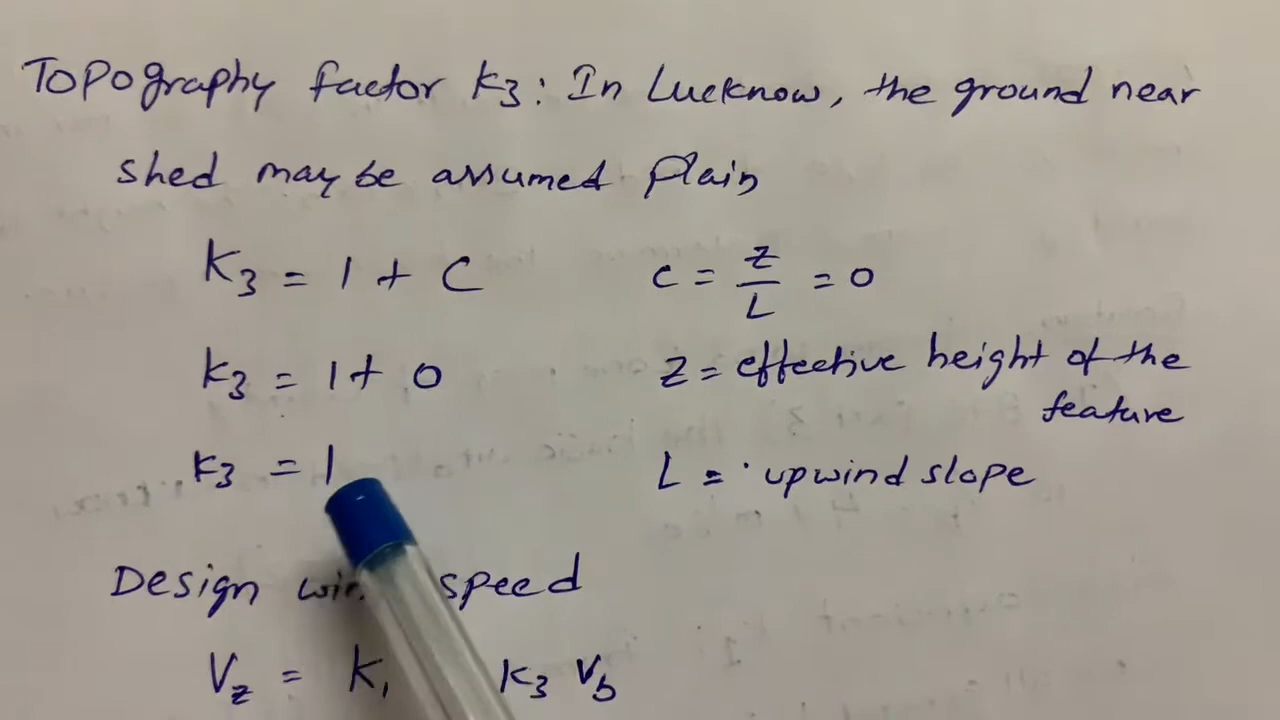 Topography factor K3: In Lucknow, the ground near
shed may be assumed plain
K3 = 1 + C
C = Z/L = 0
K3 = 1 + 0
Z = effective height of the
feature
K3 = 1
L = upwind slope
Design speed
Vz = K1 K3 Vb